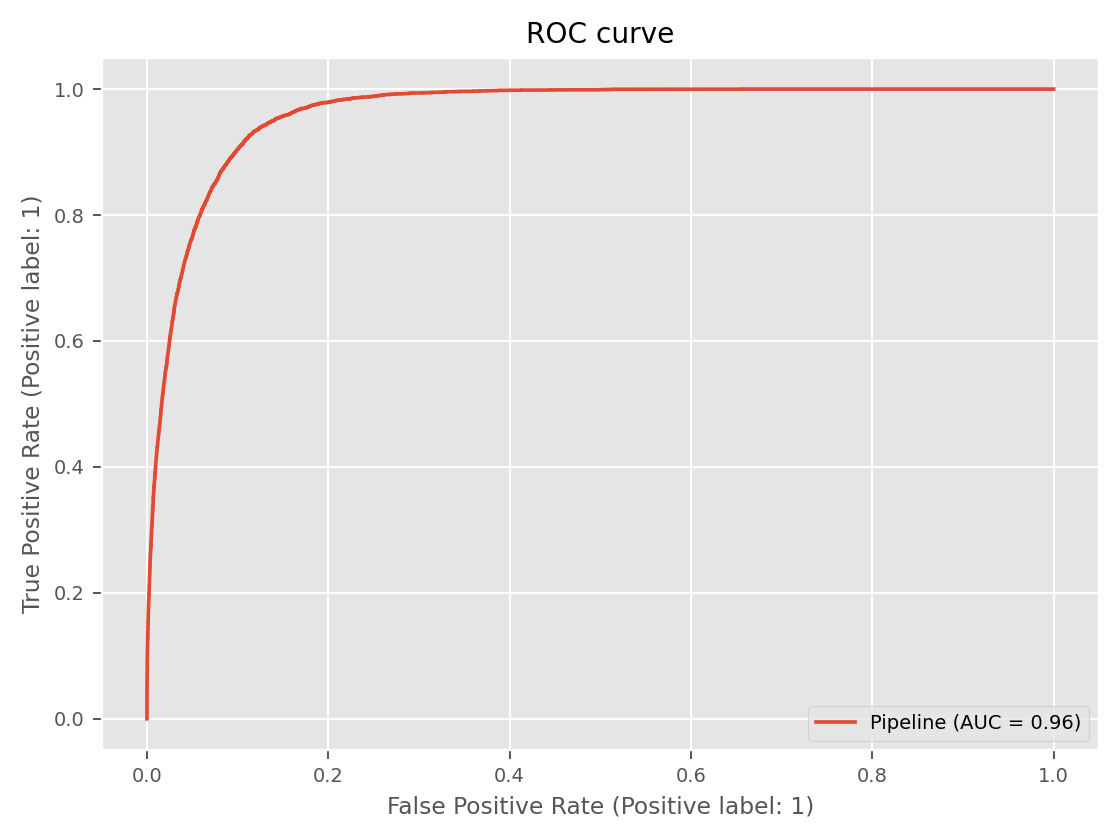 ROC curve
True Positive Rate (Positive label: 1)
1.0
0.8
0.6
0.4
0.2
0.0
Pipeline (AUC = 0.96)
0.0 0.2 0.4 0.6 0.8 1.0
False Positive Rate (Positive label: 1)